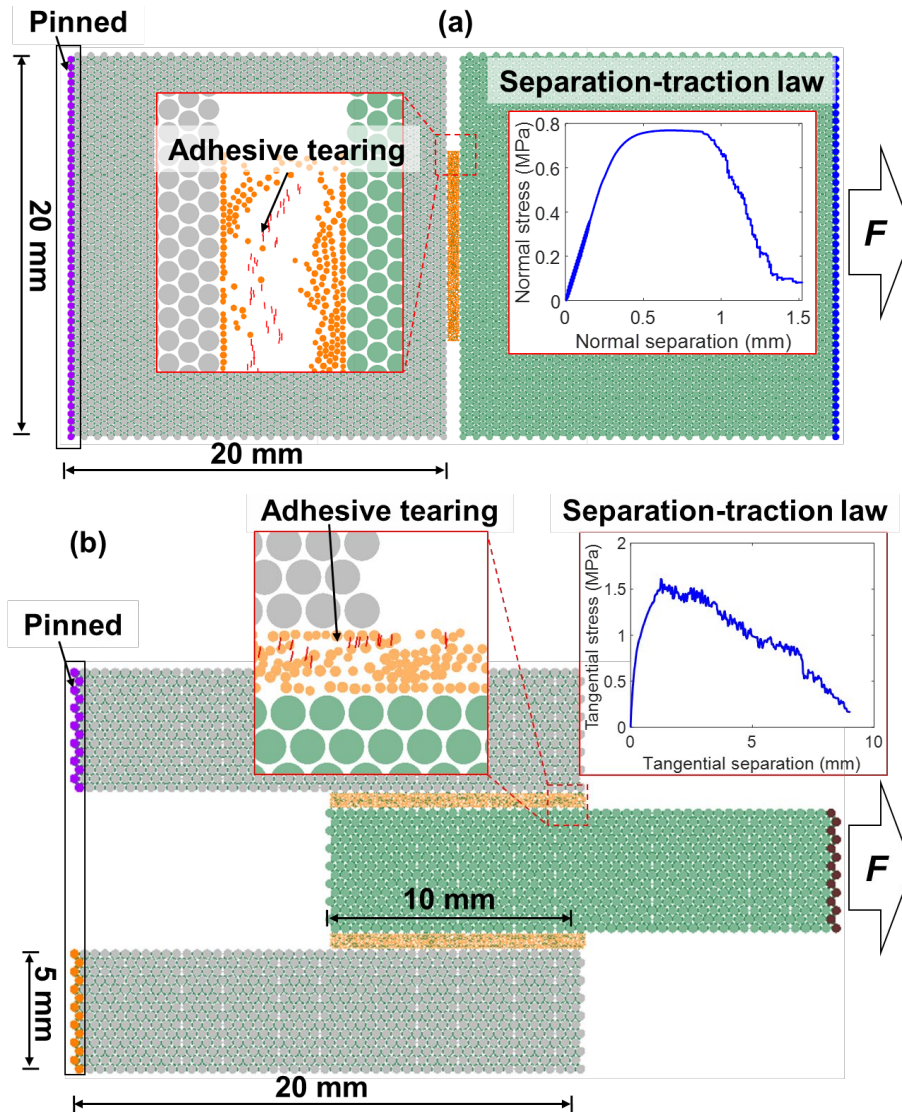 (a)
Pinned
Separation-traction law
Adhesive tearing
0.8
0.6
0.4
0.2
0
Normal stress (MPa)
0 0.5 1 1.5
Normal separation (mm)
F
20 mm
20 mm
(b)
Adhesive tearing
Separation-traction law
Pinned
2
1.5
1
0.5
0
Tangential stress (MPa)
0 5 10
Tangential separation (mm)
F
10 mm
5 mm
20 mm